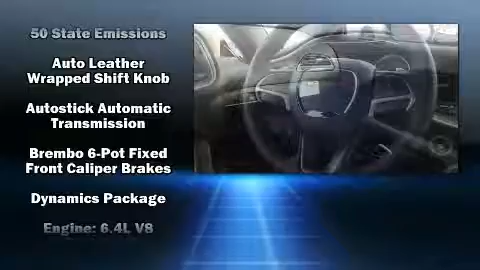 50 State Emissions
Auto Leather
Wrapped Shift Knob
Autostick Automatic
Transmission
Brembo 6-Pot Fixed
Front Caliper Brakes
Dynamics Package
Engine: 6.4L V8